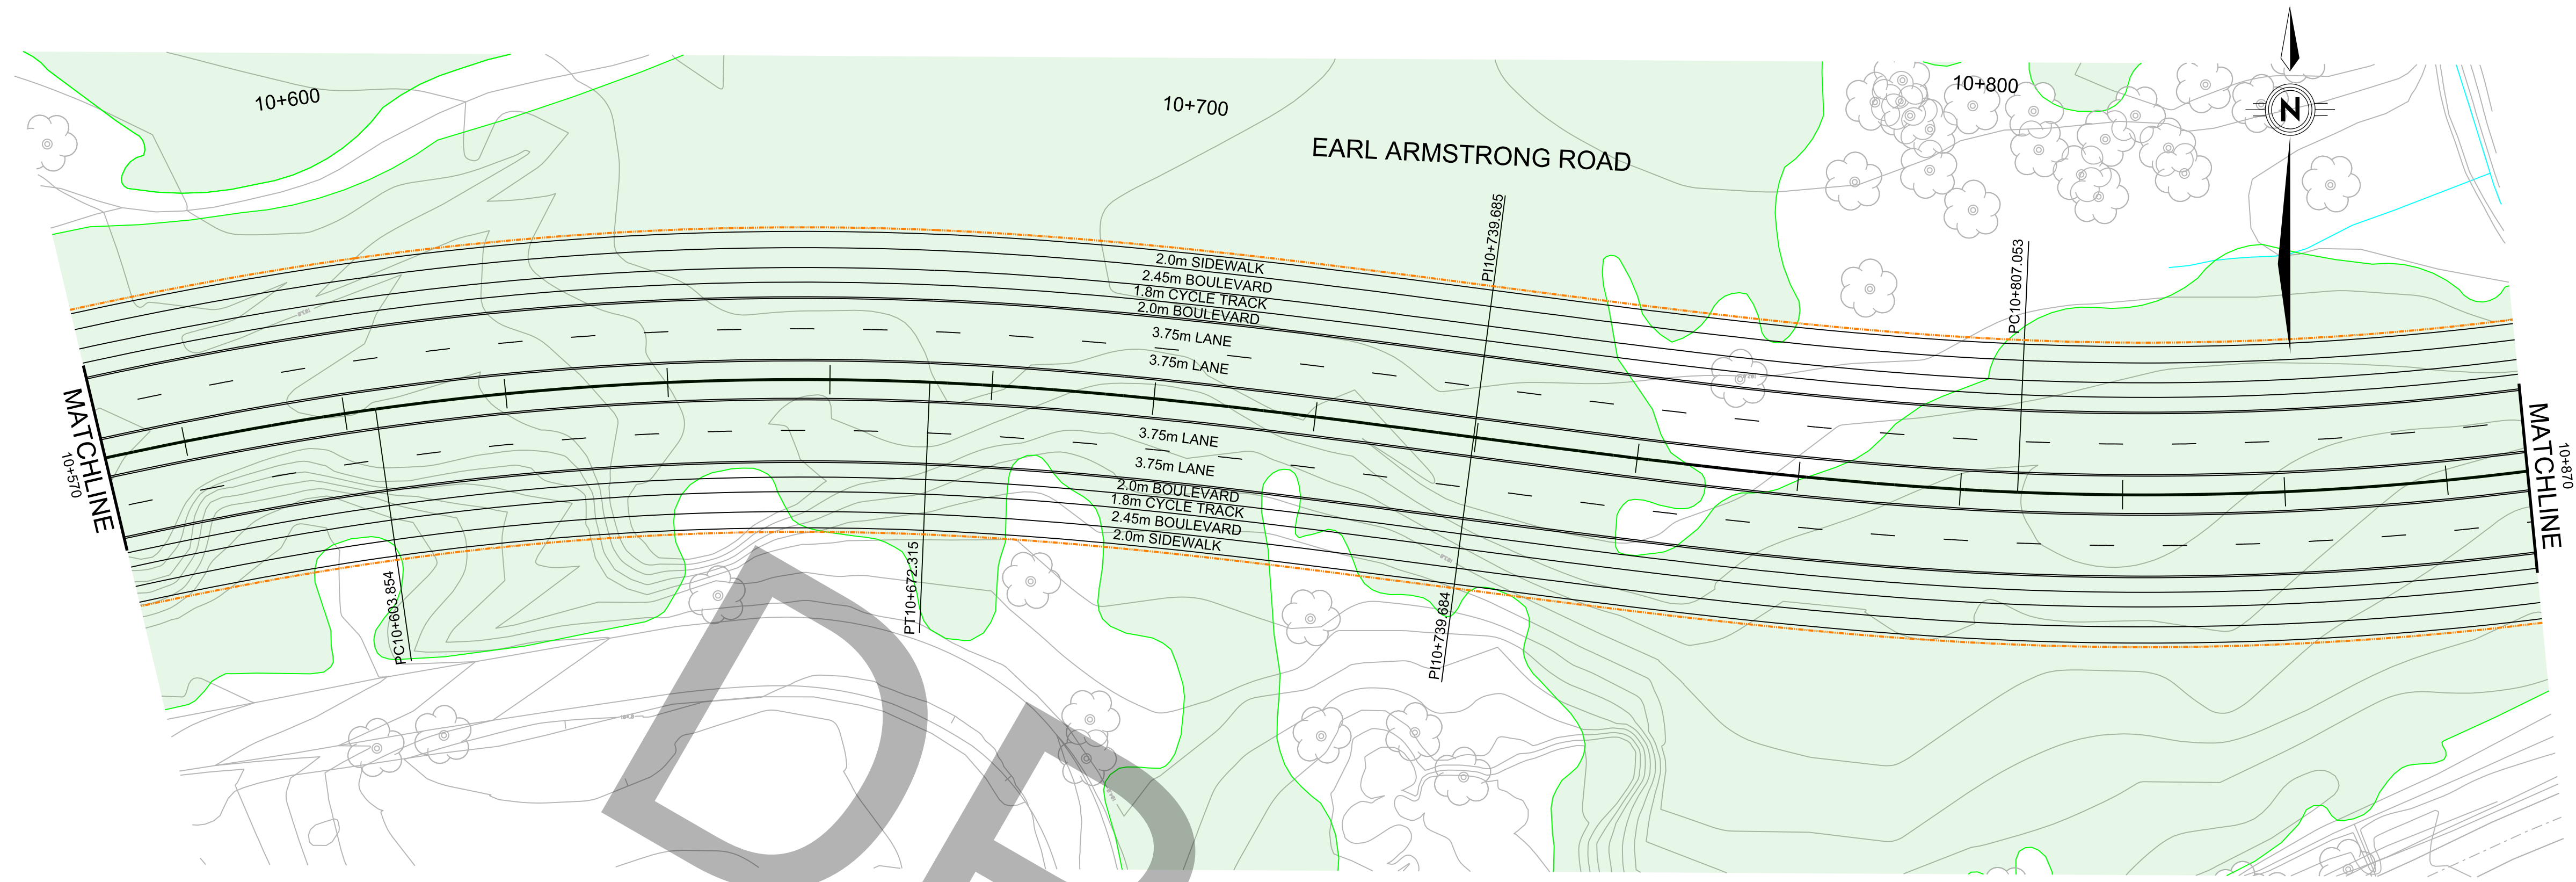 10+600
10+700
10+800
N
EARL ARMSTRONG ROAD
PI10+739.685
PC10+807.053
2.0m SIDEWALK
2.45m BOULEVARD
1.8m CYCLE TRACK
2.0m BOULEVARD
3.75m LANE
3.75m LANE
MATCHLINE
10+570
3.75m LANE
3.75m LANE
2.0m BOULEVARD
1.8m CYCLE TRACK
2.45m BOULEVARD
2.0m SIDEWALK
MATCHLINE
10+870
PC10+603.854
PT10+672.315
PI10+739.684